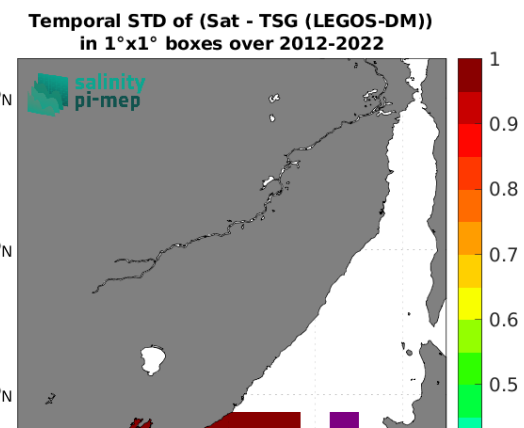 Temporal STD of (Sat - TSG (LEGOS-DM))
in 1°x1° boxes over 2012-2022
salinity
pi-mep
1
0.9
0.8
0.7
0.6
0.5
N
N
N